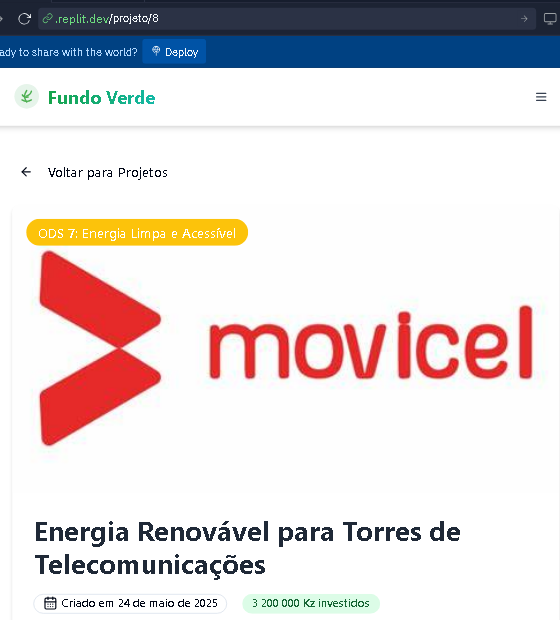 .replit.dev/projeto/8
ady to share with the world? Deploy
Fundo Verde
Voltar para Projetos
ODS 7: Energia Limpa e Acessível
movicel
Energia Renovável para Torres de
Telecomunicações
Criado em 24 de maio de 2025 3 200 000 Kz investidos